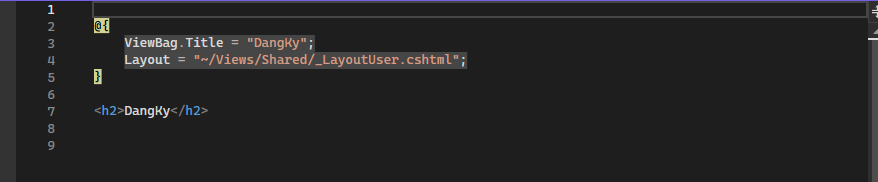 1
2 @{
3 ViewBag.Title = "DangKy";
4 Layout = "~/Views/Shared/_LayoutUser.cshtml";
5 }
6
7 <h2>DangKy</h2>
8
9